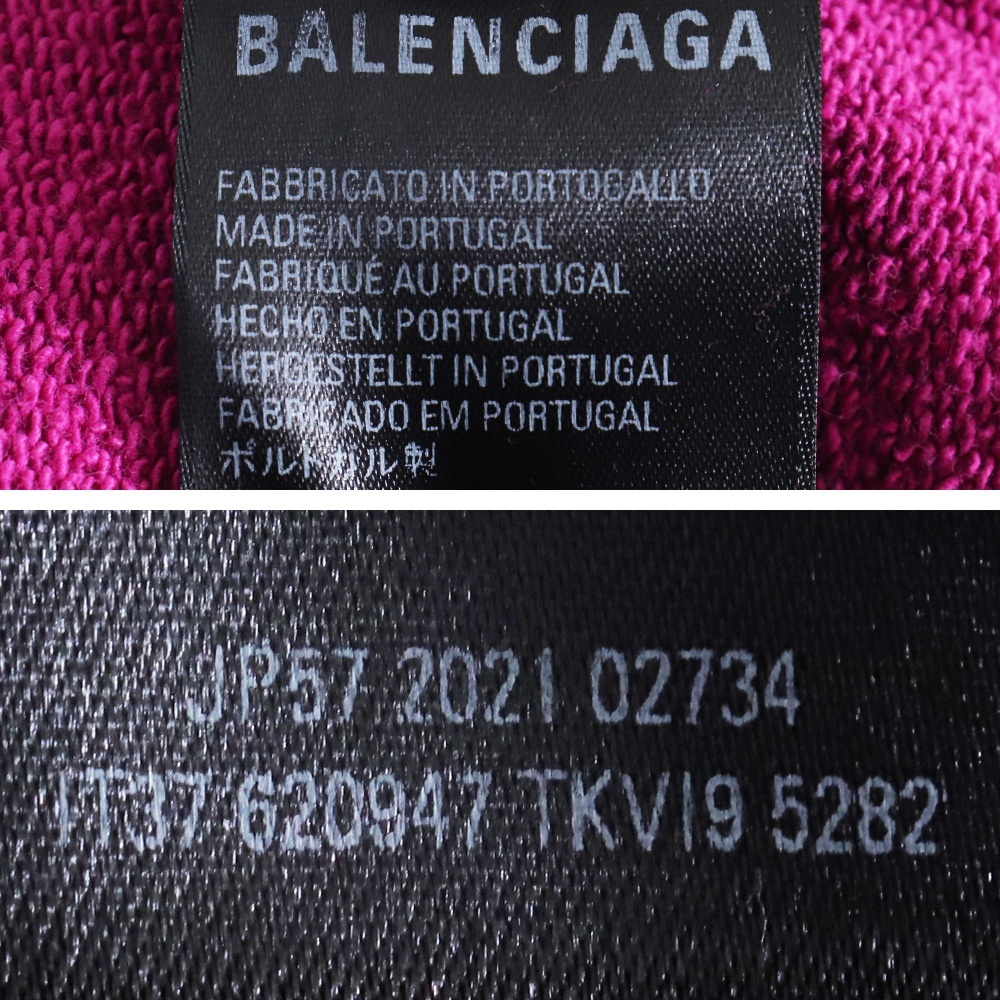 BALENCIAGA
FABBRICATO IN PORTOGALLO
MADE IN PORTUGAL
FABRIQUÉ AU PORTUGAL
HECHO EN PORTUGAL
HERGESTELLT IN PORTUGAL
FABRICADO EM PORTUGAL
ポルトガル製
JP57 2021 02734
IT37 620947 TKVI9 5282